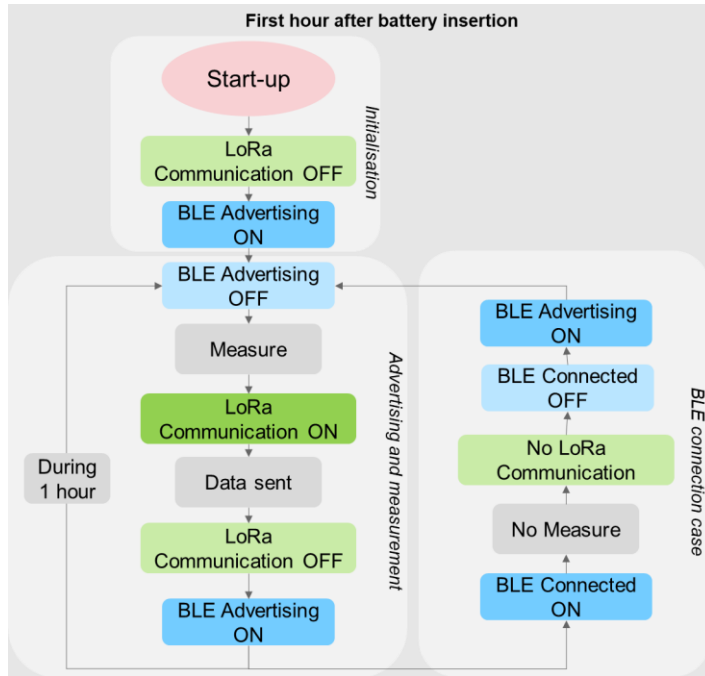 First hour after battery insertion
Start-up
LoRa
Communication OFF
BLE Advertising
ON
Initialisation
BLE Advertising
OFF
Measure
LoRa
Communication ON
Data sent
LoRa
Communication OFF
BLE Advertising
ON
During
1 hour
Advertising and measurement
BLE Advertising
ON
BLE Connected
OFF
No LoRa
Communication
No Measure
BLE Connected
ON
BLE connection case